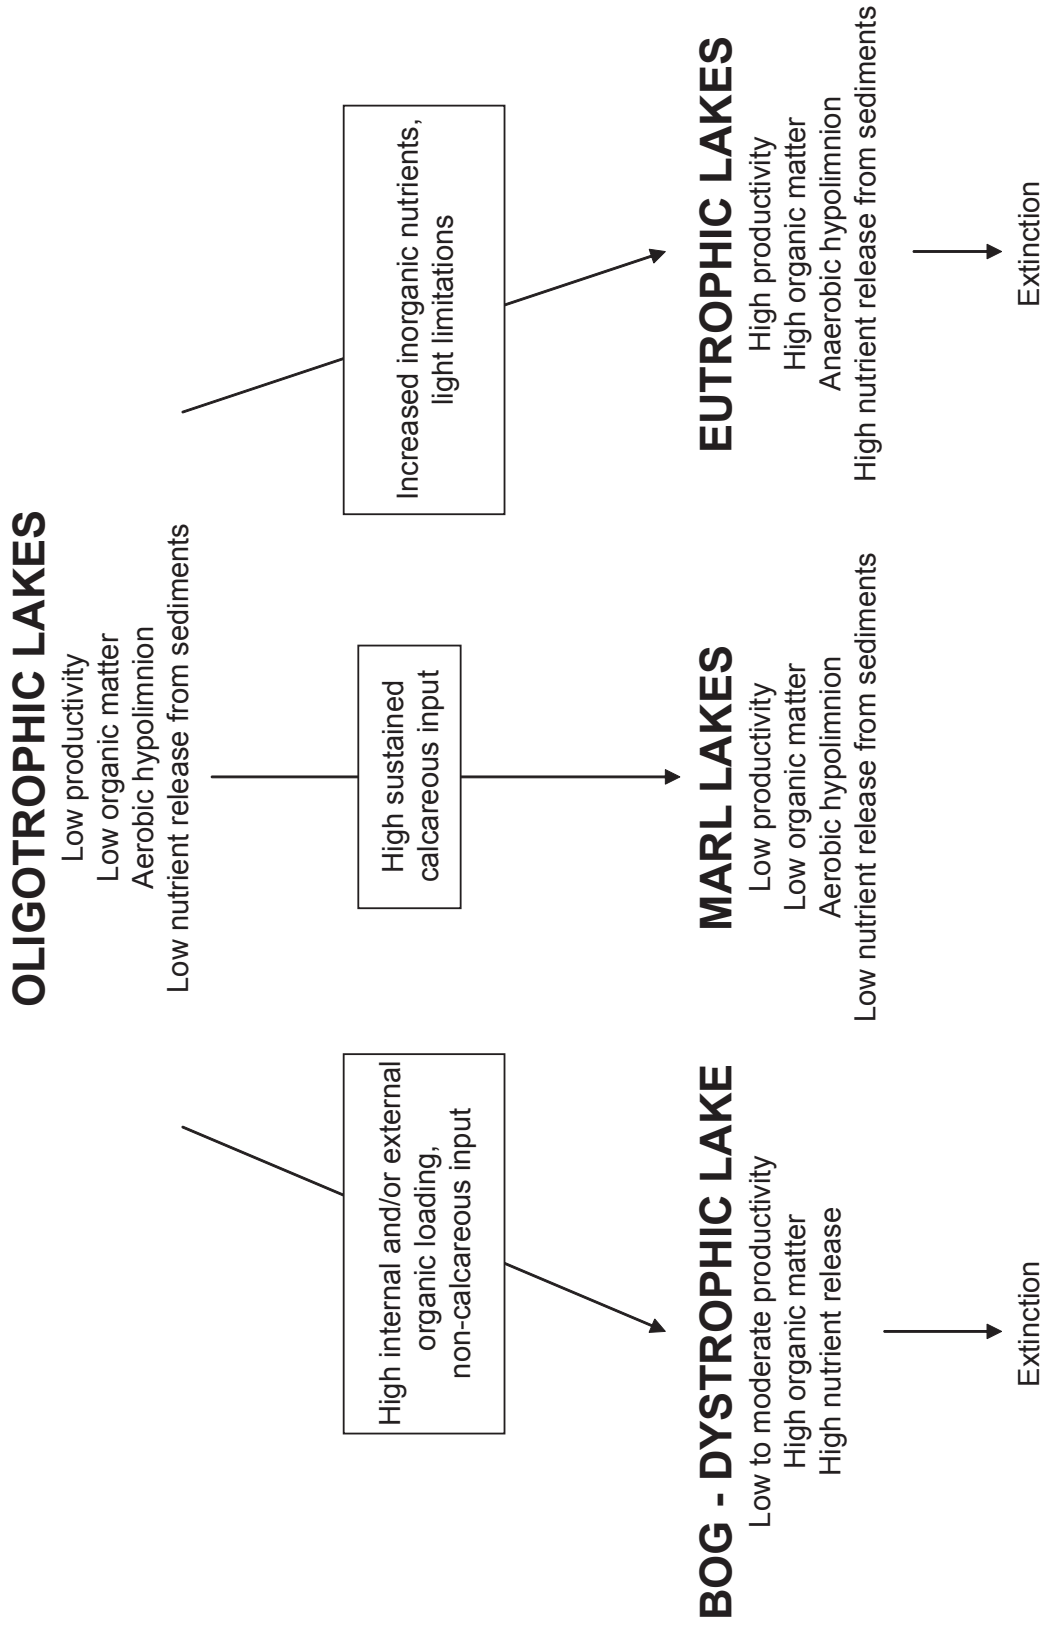 OLIGOTROPHIC LAKES
Low productivity
Low organic matter
Aerobic hypolimnion
Low nutrient release from sediments
High internal and/or external
organic loading,
non-calcareous input
High sustained
calcareous input
Increased inorganic nutrients,
light limitations
BOG - DYSTROPHIC LAKE
Low to moderate productivity
High organic matter
High nutrient release
Extinction
MARL LAKES
Low productivity
Low organic matter
Aerobic hypolimnion
Low nutrient release from sediments
EUTROPHIC LAKES
High productivity
High organic matter
Anaerobic hypolimnion
High nutrient release from sediments
Extinction